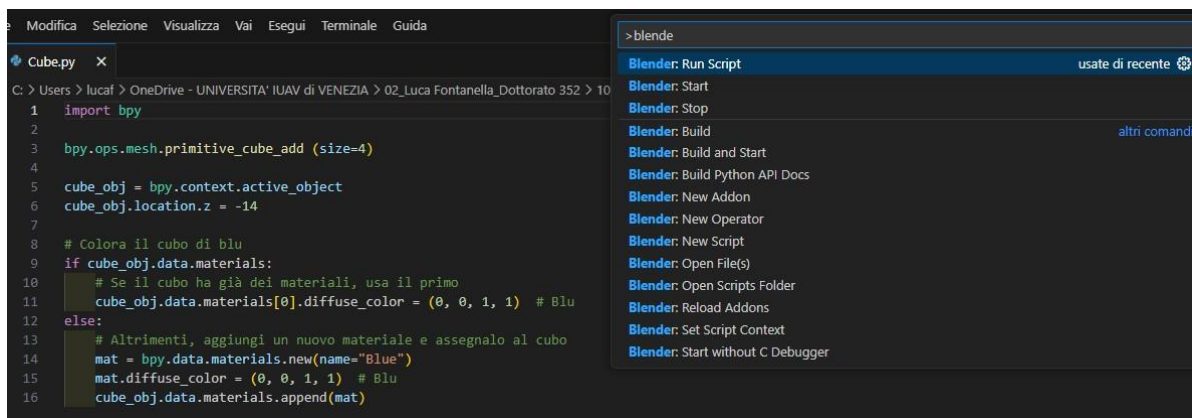 Modifica Selezione Visualizza Vai Esegui Terminale Guida
Cube.py X
C: > Users > lucaf > OneDrive - UNIVERSITA' IUAV di VENEZIA > 02_Luca Fontanella_Dottorato 352 > 10
1 import bpy
2
3 bpy.ops.mesh.primitive_cube_add (size=4)
4
5 cube_obj = bpy.context.active_object
6 cube_obj.location.z = -14
7
8 # Colora il cubo di blu
9 if cube_obj.data.materials:
10 # Se il cubo ha già dei materiali, usa il primo
11 cube_obj.data.materials[0].diffuse_color = (0, 0, 1, 1) # Blu
12 else:
13 # Altrimenti, aggiungi un nuovo materiale e assegnalo al cubo
14 mat = bpy.data.materials.new(name="Blue")
15 mat.diffuse_color = (0, 0, 1, 1) # Blu
16 cube_obj.data.materials.append(mat)
>blende
Blender: Run Script usate di recente
Blender: Start
Blender: Stop
Blender: Build altri comandi
Blender: Build and Start
Blender: Build Python API Docs
Blender: New Addon
Blender: New Operator
Blender: New Script
Blender: Open File(s)
Blender: Open Scripts Folder
Blender: Reload Addons
Blender: Set Script Context
Blender: Start without C Debugger